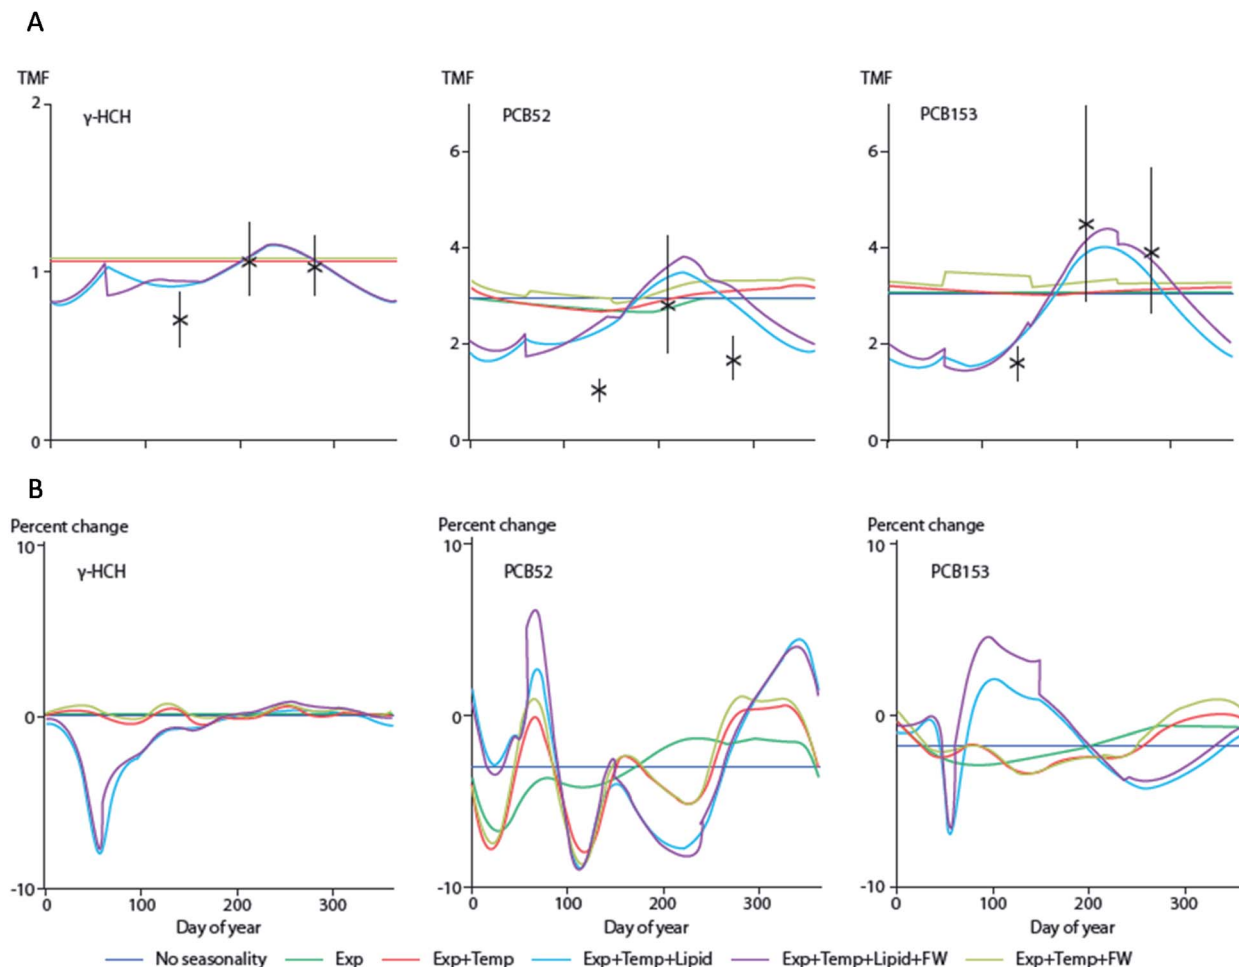 A
TMF TMF TMF
γ-HCH PCB52 PCB153
2 6 6
1 4 4
2 2
0 0 0
B
Percent change Percent change Percent change
10 10 10
γ-HCH PCB52 PCB153
0 0 0
-10 -10 -10
0 100 200 300 0 100 200 300 0 100 200 300
Day of year Day of year Day of year
No seasonality Exp Exp+Temp Exp+Temp+Lipid Exp+Temp+Lipid+FW Exp+Temp+FW